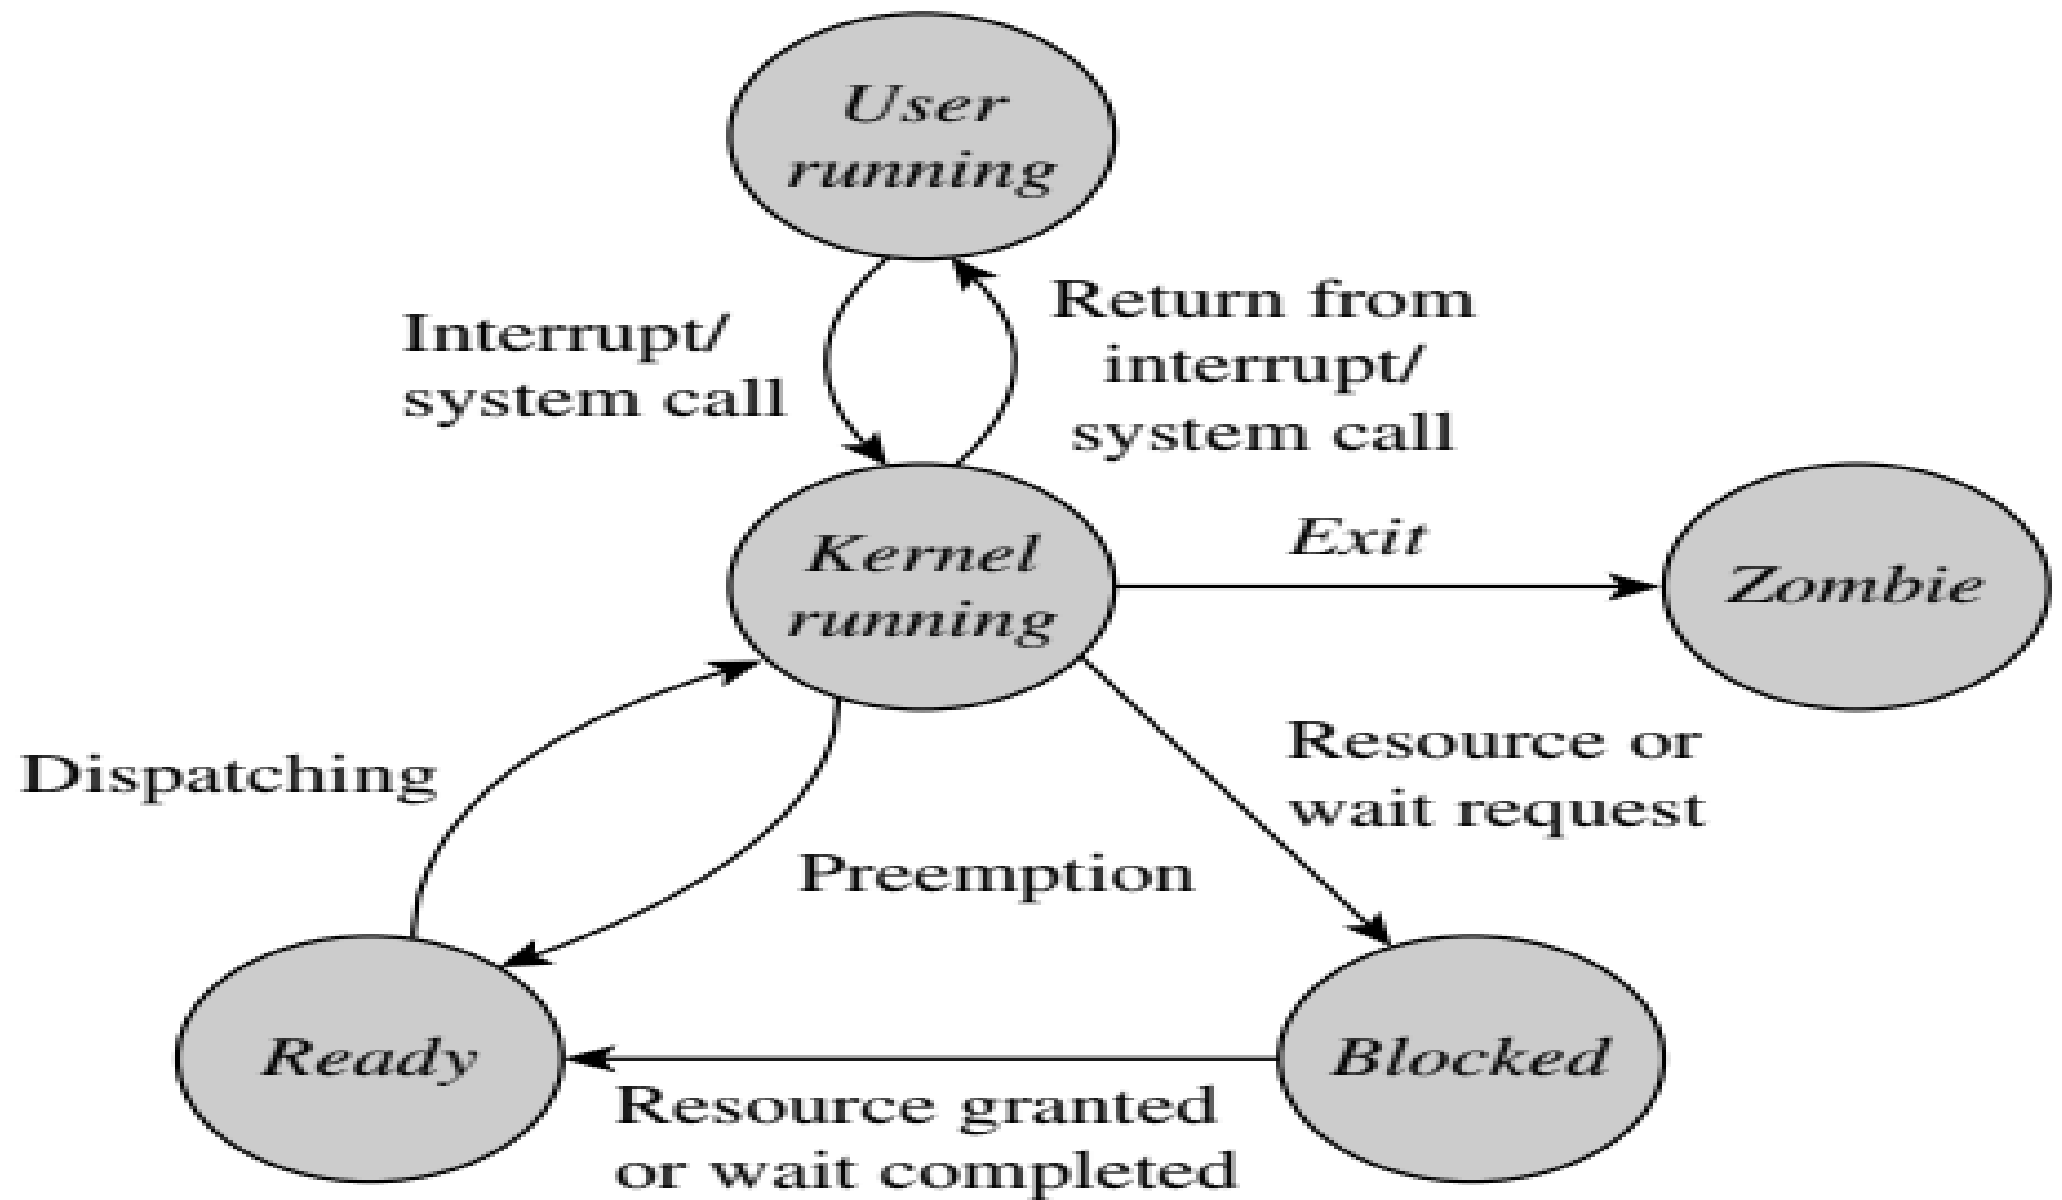 User
running
Interrupt/
system call
Return from
interrupt/
system call
Kernel
running
Exit
Zombie
Dispatching
Preemption
Resource or
wait request
Ready
Blocked
Resource granted
or wait completed